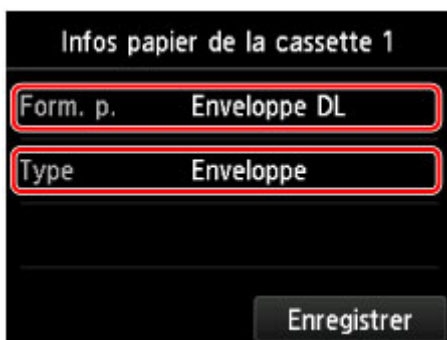 Infos papier de la cassette 1
Form. p. Enveloppe DL
Type Enveloppe
Enregistrer